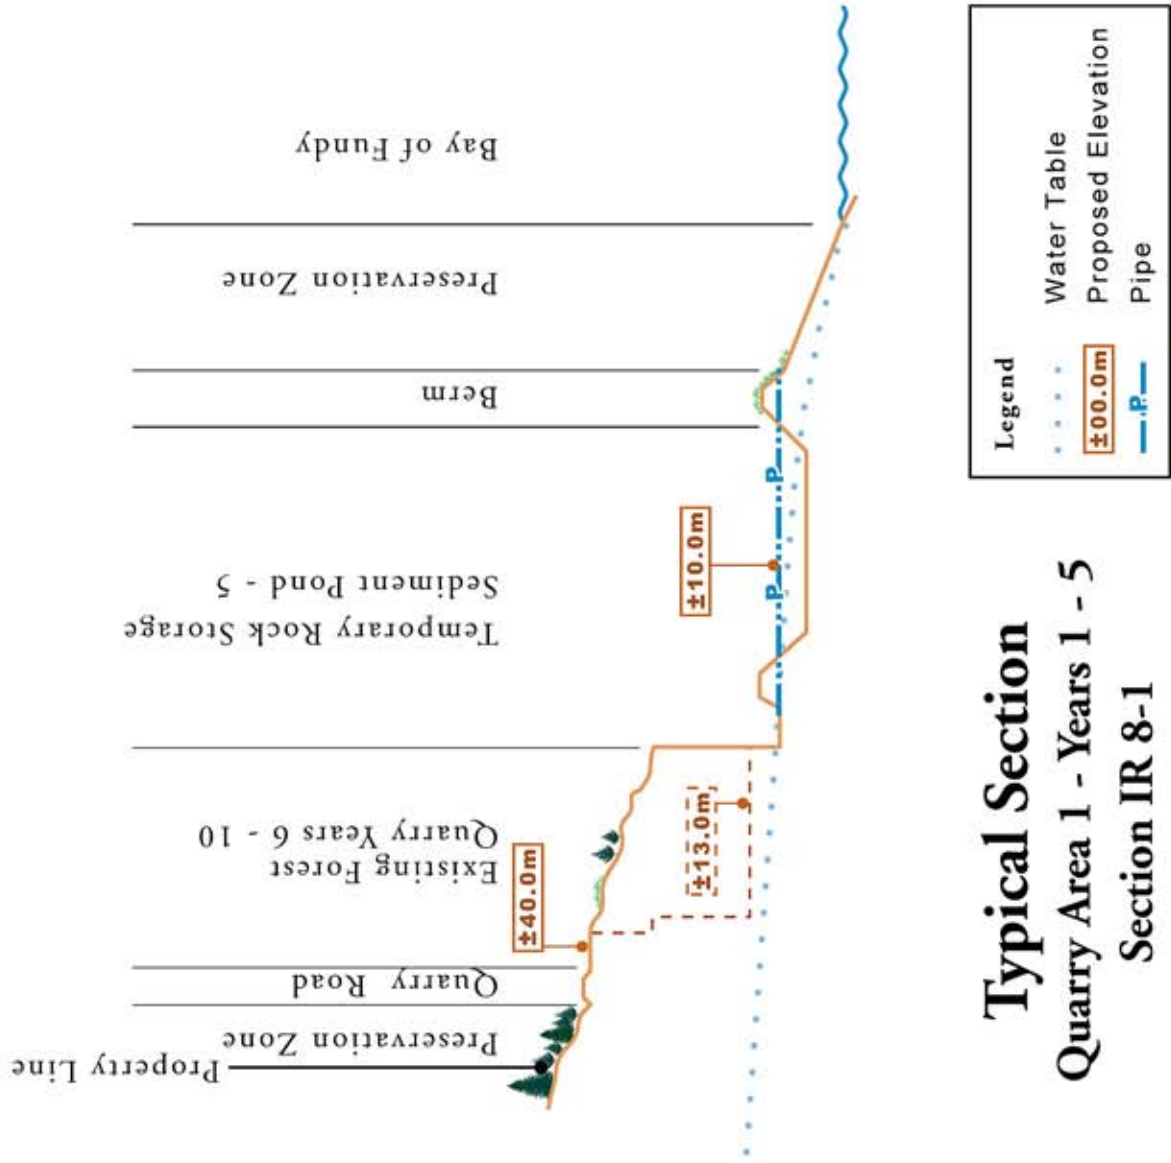 Property Line
Preservation Zone
Quarry Road
Existing Forest
Quarry Years 6 - 10
Temporary Rock Storage
Sediment Pond - 5
Berm
Preservation Zone
Bay of Fundy
±40.0m
±13.0m
±10.0m
P
P
Typical Section
Quarry Area 1 - Years 1 - 5
Section IR 8-1
Legend
Water Table
±00.0m Proposed Elevation
P Pipe